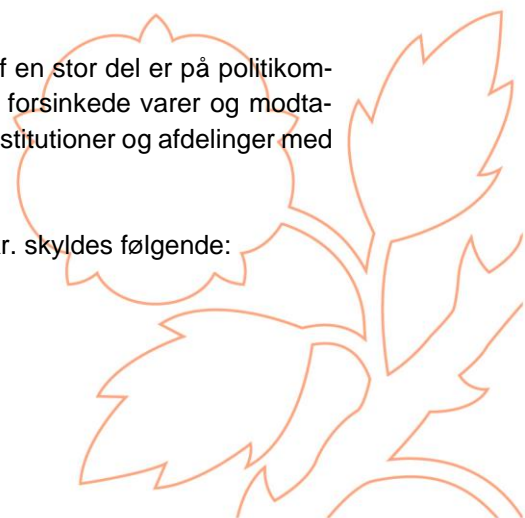 f en stor del er på politikom-
forsinkede varer og modta-
stitutioner og afdelinger med
r. skyldes følgende: